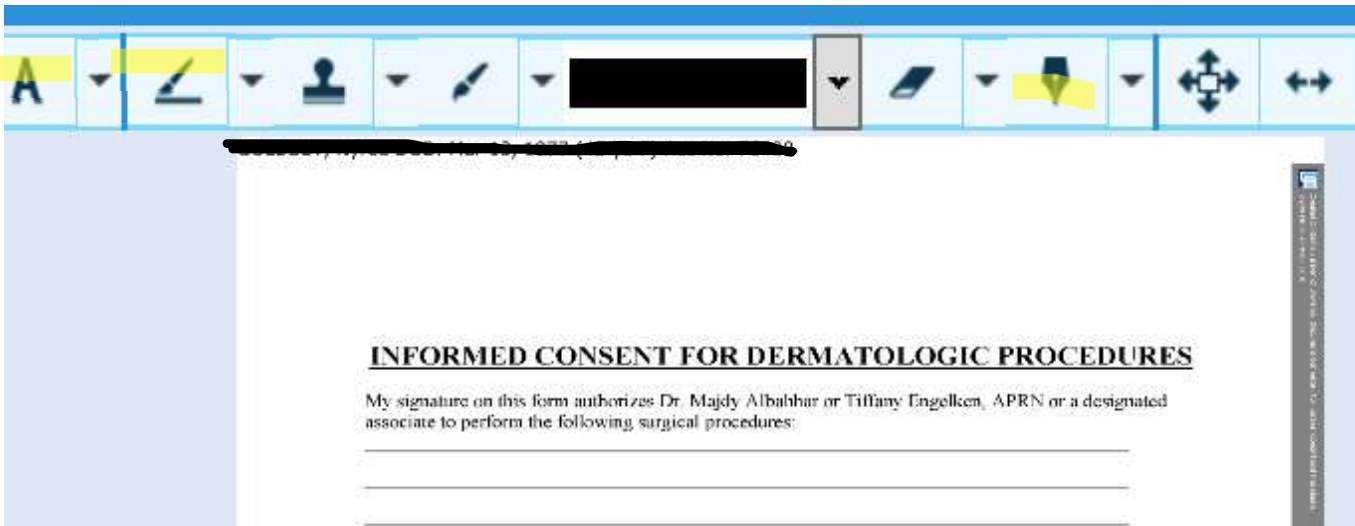 A
INFORMED CONSENT FOR DERMATOLOGIC PROCEDURES
My signature on this form authorizes Dr. Majdy Albahhar or Tiffany Engelken, APRN or a designated
associate to perform the following surgical procedures: